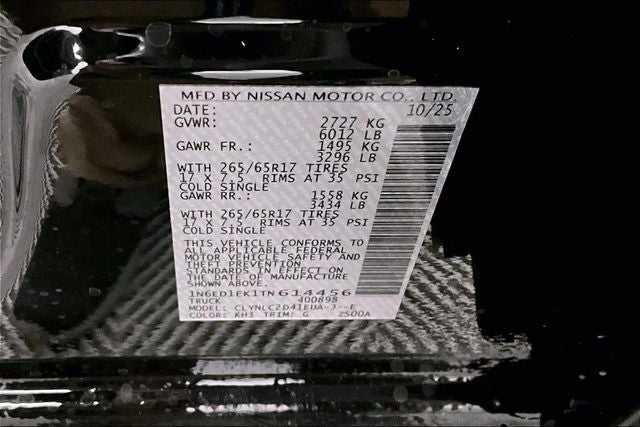 MFD BY NISSAN MOTOR CO., LTD.
DATE: 10/25
GVWR: 2727 KG
6012 LB
GAWR FR.: 1495 KG
3296 LB
WITH 265/65R17 TIRES
17 X 7.5 RIMS AT 35 PSI
COLD SINGLE
GAWR RR.: 1558 KG
3434 LB
WITH 265/65R17 TIRES
17 X 7.5 RIMS AT 35 PSI
COLD SINGLE
THIS VEHICLE CONFORMS TO
ALL APPLICABLE FEDERAL
MOTOR VEHICLE SAFETY AND
THEFT PREVENTION
STANDARDS IN EFFECT ON
THE DATE OF MANUFACTURE
SHOWN ABOVE.
1N6ED1EK1TN614456
TRUCK 400898
MODEL: CLYNLC2D41EUA-J--E
COLOR: KH3 TRIM: G 2S00A